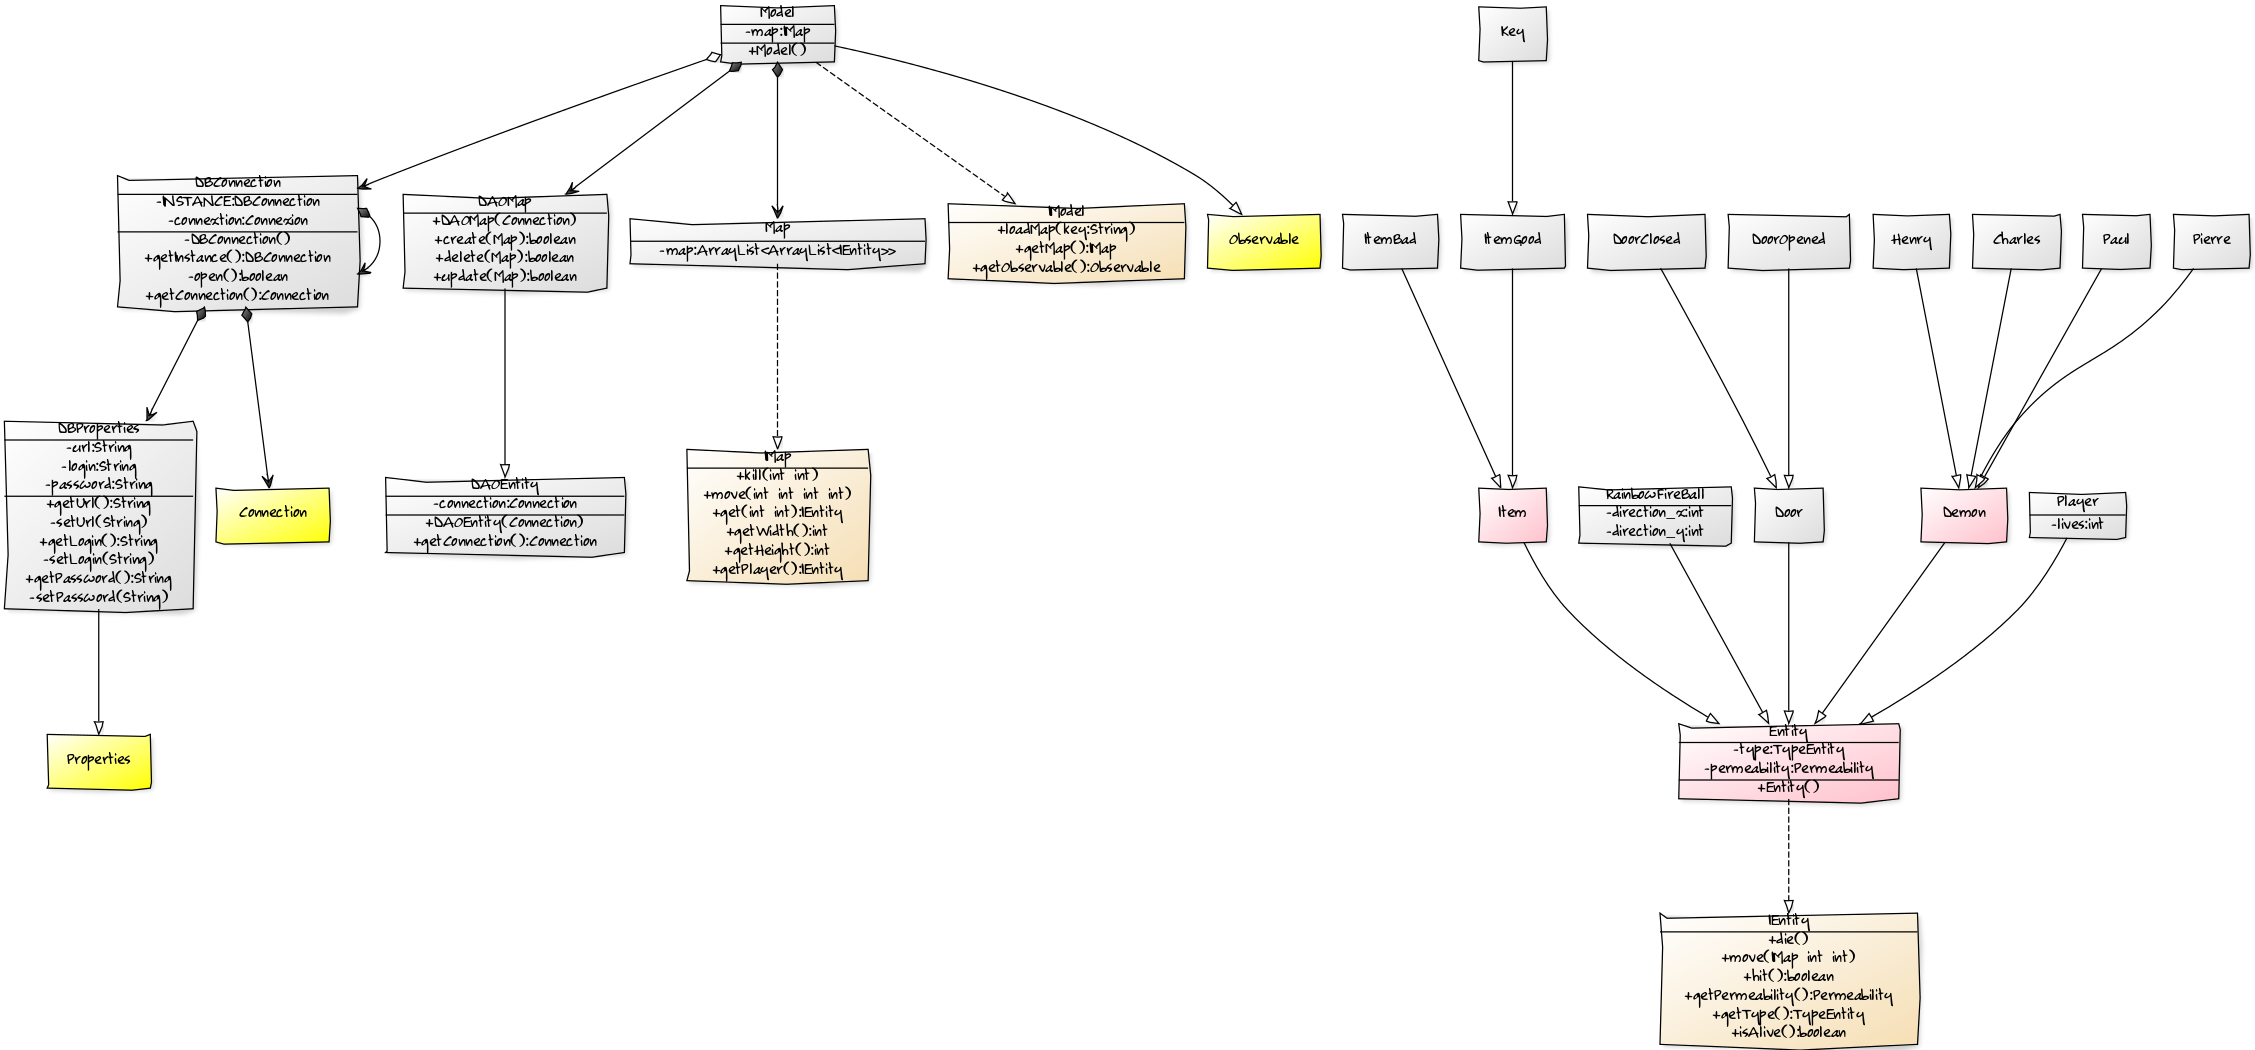 Model
-map:IMap
+Model()
Key
DBConnection
-INSTANCE:DBConnection
-connextion:Connexion
-DBConnection()
+getInstance():DBConnection
-open():boolean
+getConnection():Connection
DAOMap
+DAOMap(Connection)
+create(Map):boolean
+delete(Map):boolean
+update(Map):boolean
Map
-map:ArrayList<ArrayList<IEntity>>
IModel
+loadMap(key:String)
+getMap():IMap
+getObservable():Observable
Observable
ItemBad
ItemGood
DoorClosed
DoorOpened
Henry
Charles
Paul
Pierre
DBProperties
-url:String
-login:String
-password:String
+getUrl():String
-setUrl(String)
+getLogin():String
-setLogin(String)
+getPassword():String
-setPassword(String)
Connection
DAOEntity
-connection:Connection
+DAOEntity(Connection)
+getConnection():Connection
IMap
+kill(int int)
+move(int int int int)
+get(int int):IEntity
+getWidth():int
+getHeight():int
+getPlayer():IEntity
Item
RainbowFireBall
-direction_x:int
-direction_y:int
Door
Demon
Player
-lives:int
Properties
Entity
-type:TypeEntity
-permeability:Permeability
+Entity()
IEntity
+die()
+move(IMap int int)
+hit():boolean
+getPermeability():Permeability
+getType():TypeEntity
+isAlive():boolean